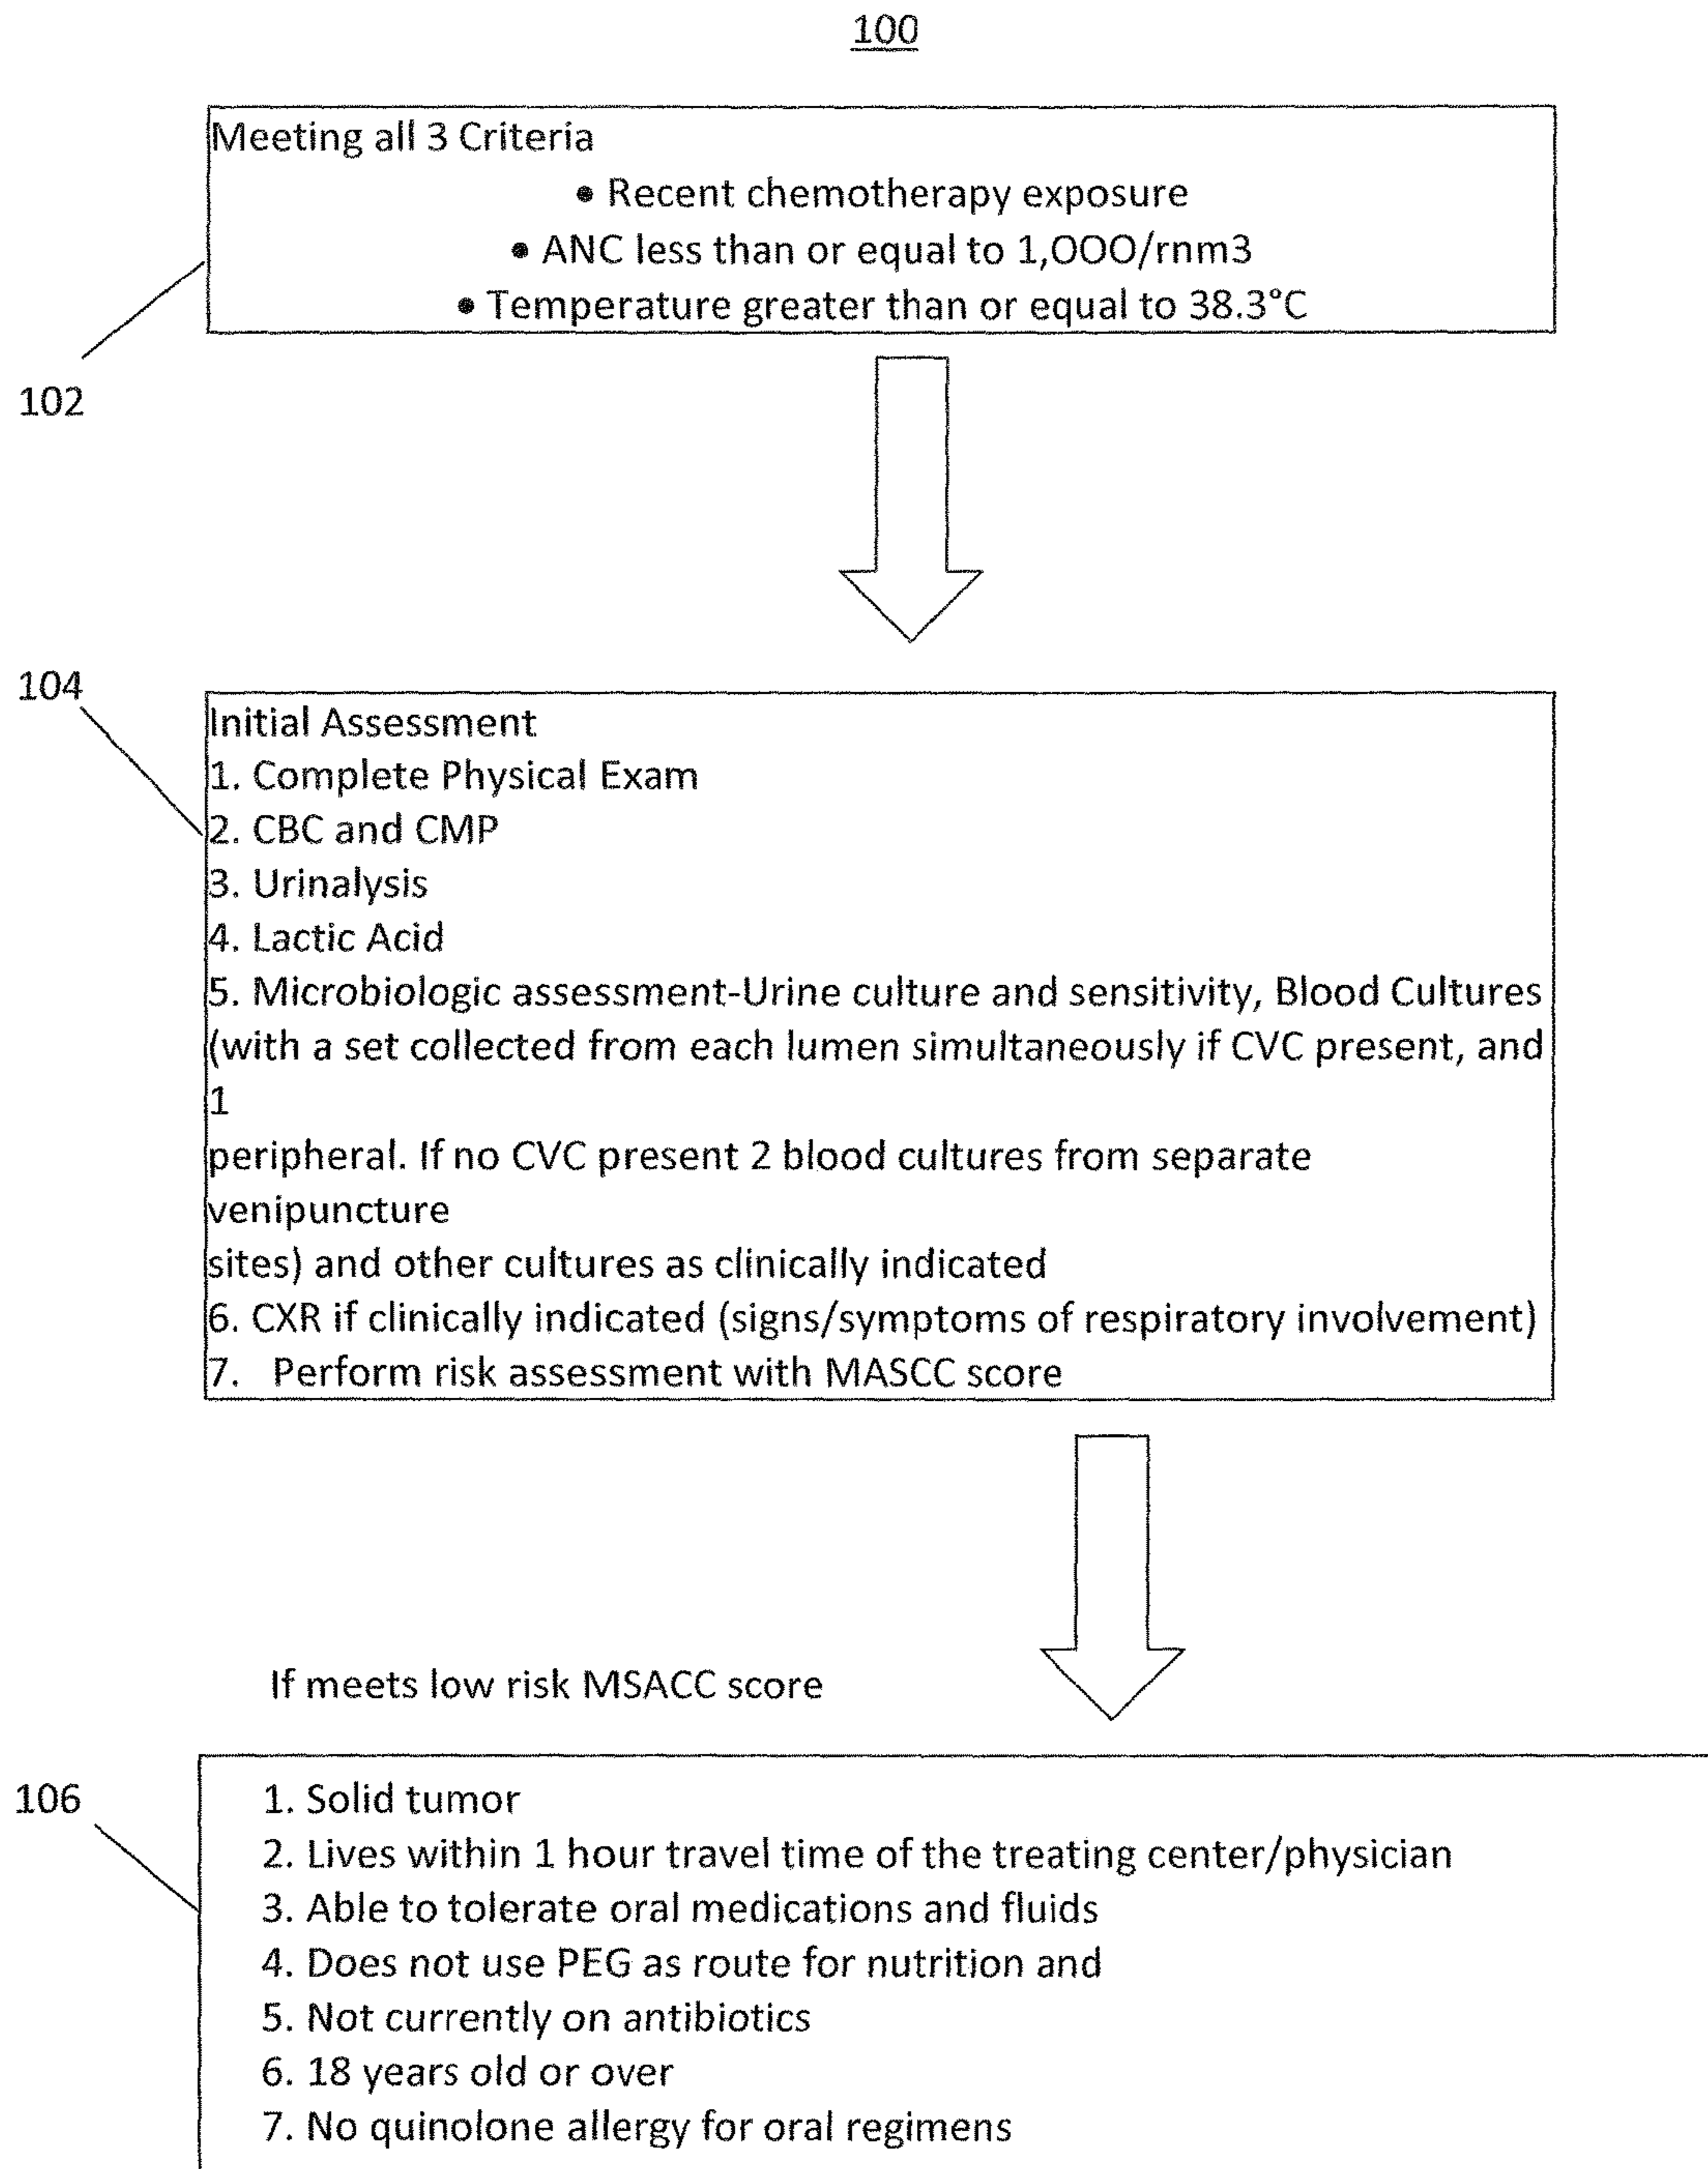 100
Meeting all 3 Criteria
• Recent chemotherapy exposure
• ANC less than or equal to 1,OOO/rnm3
• Temperature greater than or equal to 38.3°C
102
104
Initial Assessment
1. Complete Physical Exam
2. CBC and CMP
3. Urinalysis
4. Lactic Acid
5. Microbiologic assessment-Urine culture and sensitivity, Blood Cultures
(with a set collected from each lumen simultaneously if CVC present, and
1
peripheral. If no CVC present 2 blood cultures from separate
venipuncture
sites) and other cultures as clinically indicated
6. CXR if clinically indicated (signs/symptoms of respiratory involvement)
7. Perform risk assessment with MASCC score
If meets low risk MSACC score
106
1. Solid tumor
2. Lives within 1 hour travel time of the treating center/physician
3. Able to tolerate oral medications and fluids
4. Does not use PEG as route for nutrition and
5. Not currently on antibiotics
6. 18 years old or over
7. No quinolone allergy for oral regimens